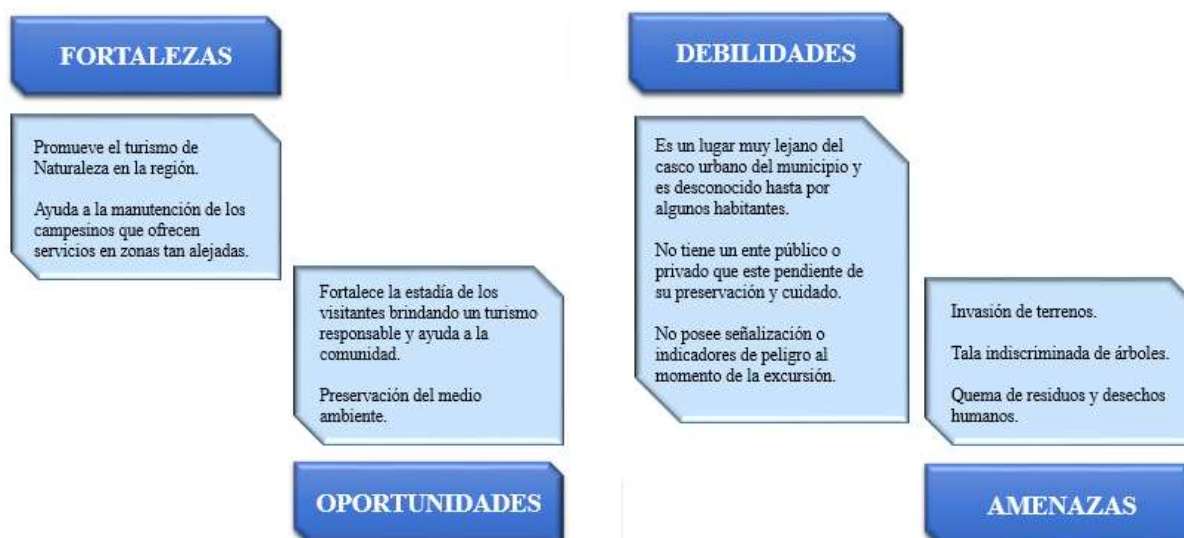 FORTALEZAS
Promueve el turismo de
Naturaleza en la región.
Ayuda a la manutención de los
campesinos que ofrecen
servicios en zonas tan alejadas.
Fortalece la estadía de los
visitantes brindando un turismo
responsable y ayuda a la
comunidad.
Preservación del medio
ambiente.
OPORTUNIDADES
DEBILIDADES
Es un lugar muy lejano del
casco urbano del municipio y
es desconocido hasta por
algunos habitantes.
No tiene un ente público o
privado que este pendiente de
su preservación y cuidado.
No posee señalización o
indicadores de peligro al
momento de la excursión.
Invasión de terrenos.
Tala indiscriminada de árboles.
Quema de residuos y desechos
humanos.
AMENAZAS